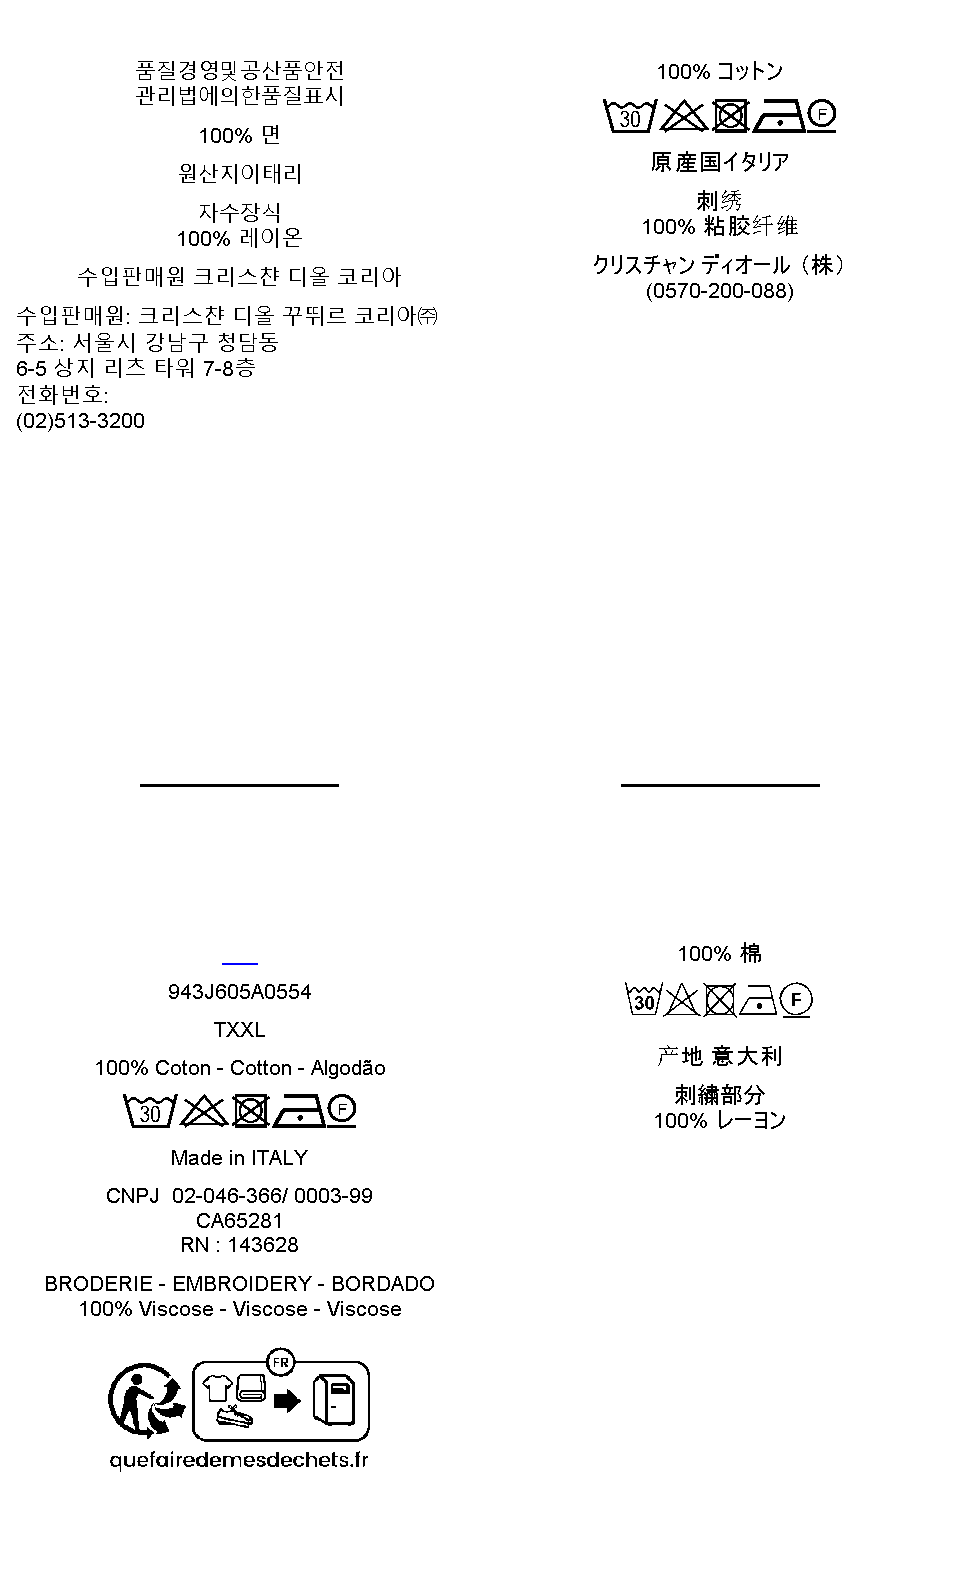 품질경영및공산품안전
관리법에의한품질표시
100% 면
원산지이태리
자수장식
100% 레이온
수입판매원 크리스챤 디올 코리아
수입판매원: 크리스챤 디올 꾸뛰르 코리아㈜
주소: 서울시 강남구 청담동
6-5 상지 리츠 타워 7-8층
전화번호:
(02)513-3200
100% コットン
30 F
原産国イタリア
刺绣
100% 粘胶纤维
クリスチャン ディオール（株）
(0570-200-088)
943J605A0554
TXXL
100% Coton - Cotton - Algodão
30 F
Made in ITALY
CNPJ 02-046-366/ 0003-99
CA65281
RN : 143628
BRODERIE - EMBROIDERY - BORDADO
100% Viscose - Viscose - Viscose
FR
quefairedemesdechets.fr
100% 棉
30 F
产地 意大利
刺繍部分
100% レーヨン